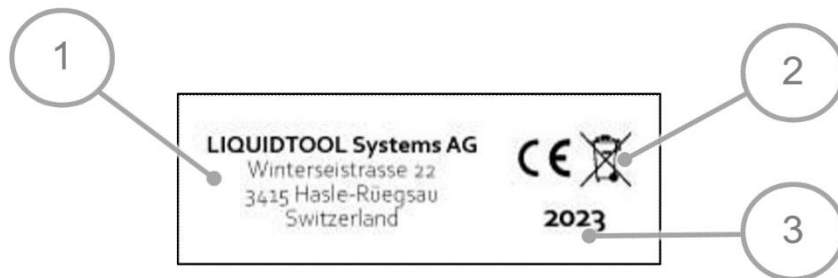 1
2
LIQUIDTOOL Systems AG
Winterseistrasse 22
3415 Hasle-Rüegsau
Switzerland
CE
2023
3